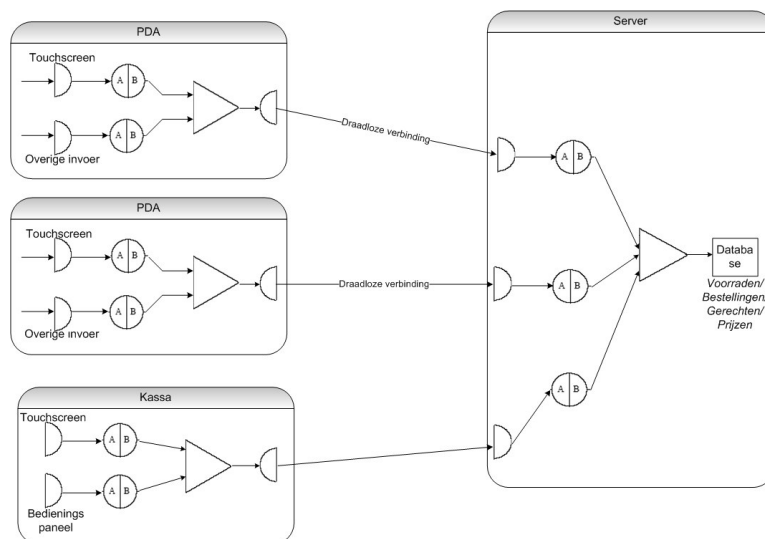 PDA
Touchscreen
A B
Overige invoer
A B
Draadloze verbinding
PDA
Touchscreen
A B
Overige invoer
A B
Draadloze verbinding
Kassa
Touchscreen
A B
Bedienings
paneel
A B
Server
A B
A B
A B
Databa
se
Voorraden/
Bestellingen/
Gerechten/
Prijzen